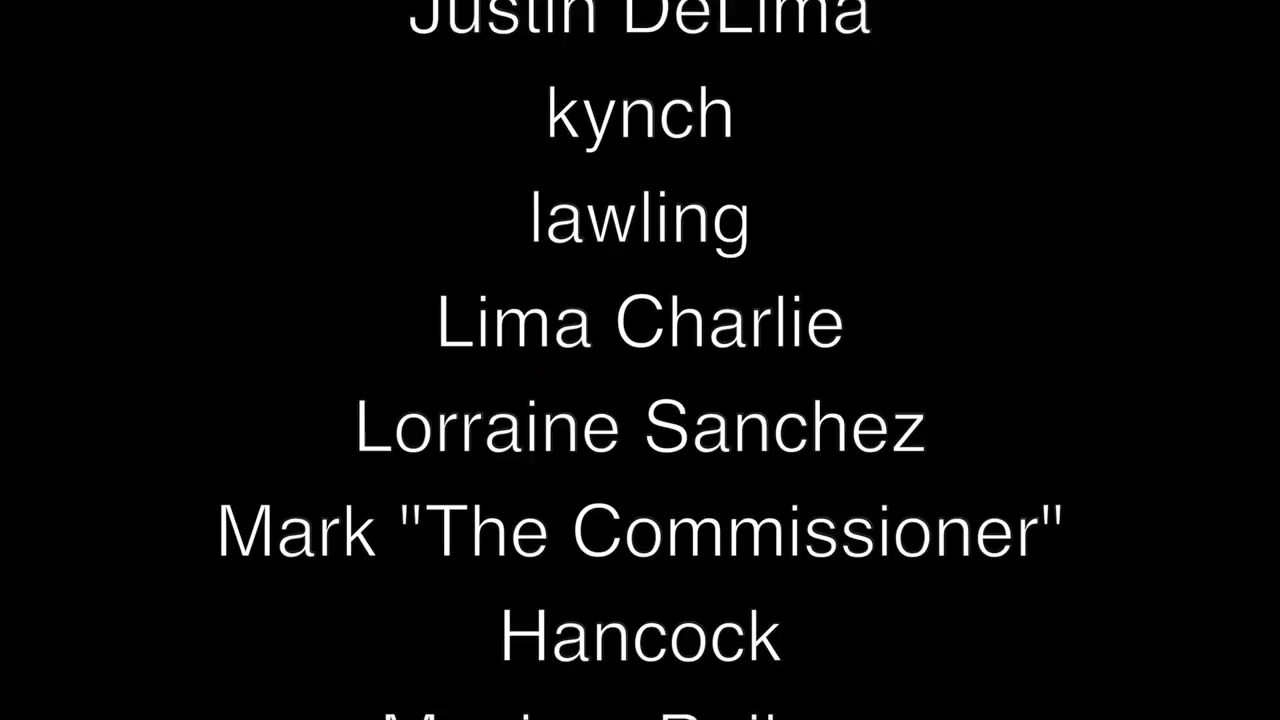 Justin DeLima
kynch
lawling
Lima Charlie
Lorraine Sanchez
Mark "The Commissioner"
Hancock